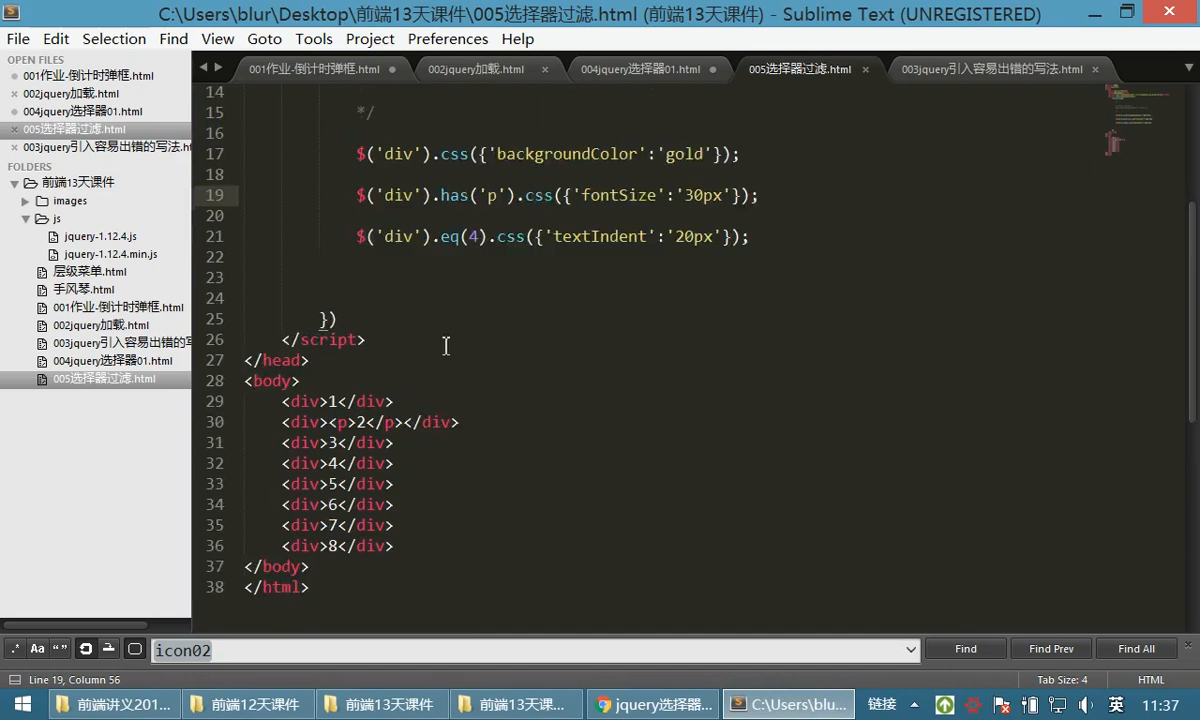 C:\Users\blur\Desktop\前端13天课件\005选择器过滤.html (前端13天课件) - Sublime Text (UNREGISTERED)
File Edit Selection Find View Goto Tools Project Preferences Help
OPEN FILES
001作业-倒计时弹框.html
002jquery加载.html
004jquery选择器01.html
005选择器过滤.html
003jquery引入容易出错的写法.ht
FOLDERS
前端13天课件
images
js
jquery-1.12.4.js
jquery-1.12.4.min.js
层级菜单.html
手风琴.html
001作业-倒计时弹框.html
002jquery加载.html
003jquery引入容易出错的写
004jquery选择器01.html
005选择器过滤.html
001作业-倒计时弹框.html 002jquery加载.html 004jquery选择器01.html 005选择器过滤.html 003jquery引入容易出错的写法.html
14
15 */
16
17 $('div').css({'backgroundColor':'gold'});
18
19 $('div').has('p').css({'fontSize':'30px'});
20
21 $('div').eq(4).css({'textIndent':'20px'});
22
23
24
25 })
26 </script>
27 </head>
28 <body>
29 <div>1</div>
30 <div><p>2</p></div>
31 <div>3</div>
32 <div>4</div>
33 <div>5</div>
34 <div>6</div>
35 <div>7</div>
36 <div>8</div>
37 </body>
38 </html>
.* Aa “” icon02 Find Find Prev Find All
Line 19, Column 56 Tab Size: 4 HTML
前端讲义201... 前端12天课件 前端13天课件 前端13天课... jquery选择器... C:\Users\blu... 链接 英 11:37